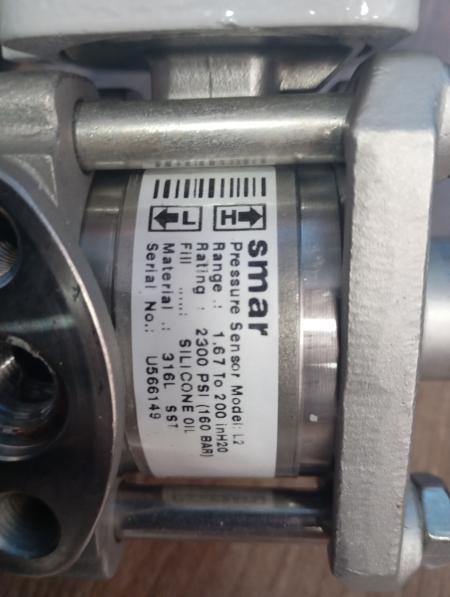 H L
smar
Pressure Sensor Model: L2
Range .: 1,67 To 200 inH20
Rating : 2300 PSI (160 BAR)
Fill ....: SILICONE OIL
Material .: 316L SST
Serial No.: U566149